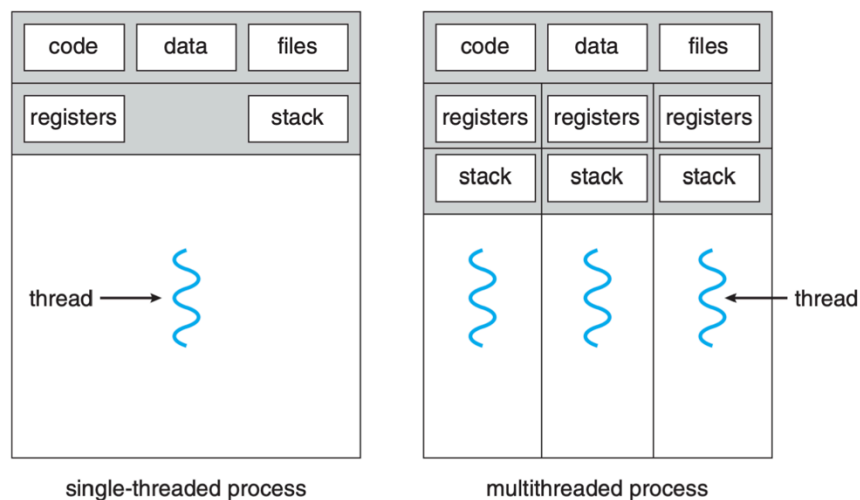 code data files
registers stack
thread
single-threaded process
code data files
registers registers registers
stack stack stack
thread
multithreaded process